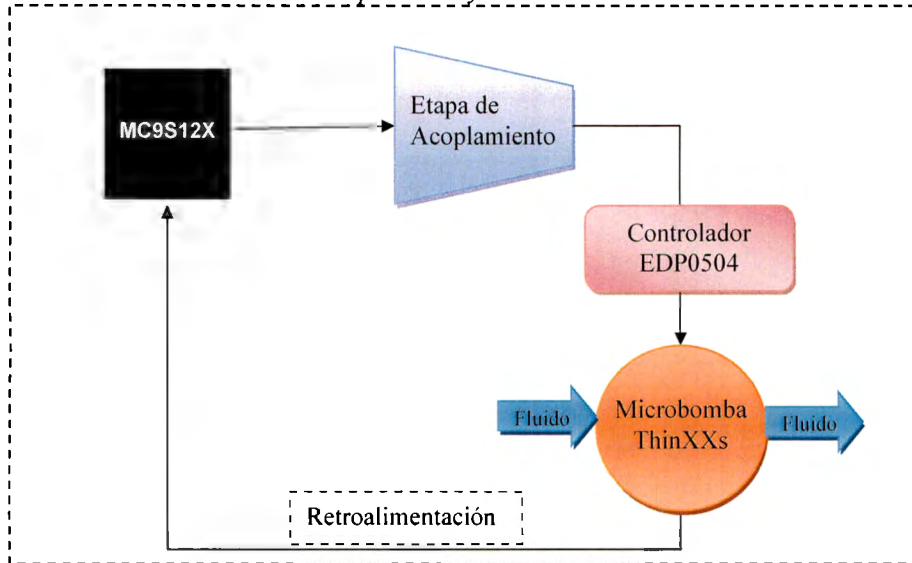 MC9S12X
Etapa de
Acoplamiento
Controlador
EDP0504
Fluido
Microbomba
ThinXXs
Fluido
Retroalimentación